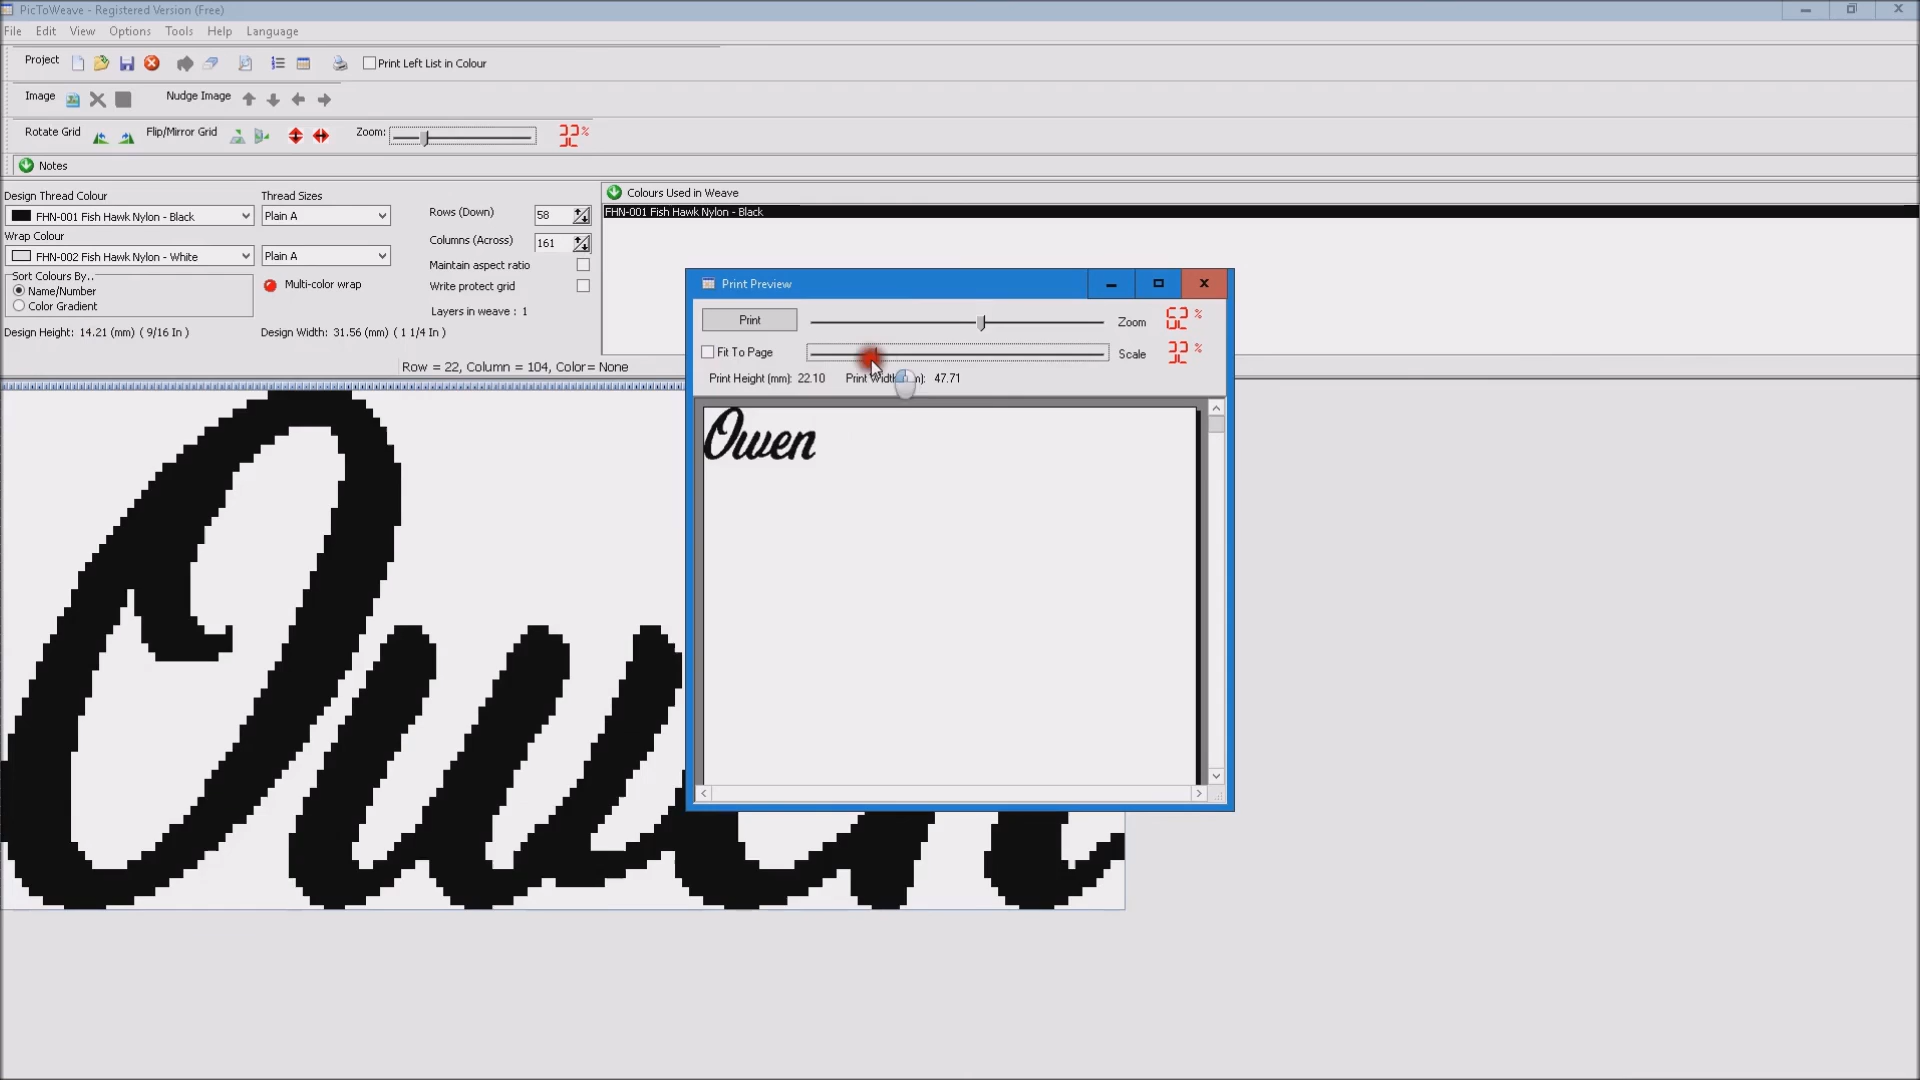 PicToWeave - Registered Version (Free)
File Edit View Options Tools Help Language
Project Print Left List in Colour
Image Nudge Image
Rotate Grid Flip/Mirror Grid Zoom: %
Notes
Design Thread Colour Thread Sizes
FHN-001 Fish Hawk Nylon - Black Plain A
Wrap Colour
FHN-002 Fish Hawk Nylon - White Plain A
Sort Colours By..
Name/Number
Color Gradient
Multi-color wrap
Rows (Down) 58
Columns (Across) 161
Maintain aspect ratio
Write protect grid
Layers in weave : 1
Design Height: 14.21 (mm) ( 9/16 In ) Design Width: 31.56 (mm) ( 1 1/4 In )
Colours Used in Weave
FHN-001 Fish Hawk Nylon - Black
Row = 22, Column = 104, Color= None
Print Preview
Print Zoom %
Fit To Page Scale %
Print Height (mm): 22.10 Print 47.71
Owen
Owen